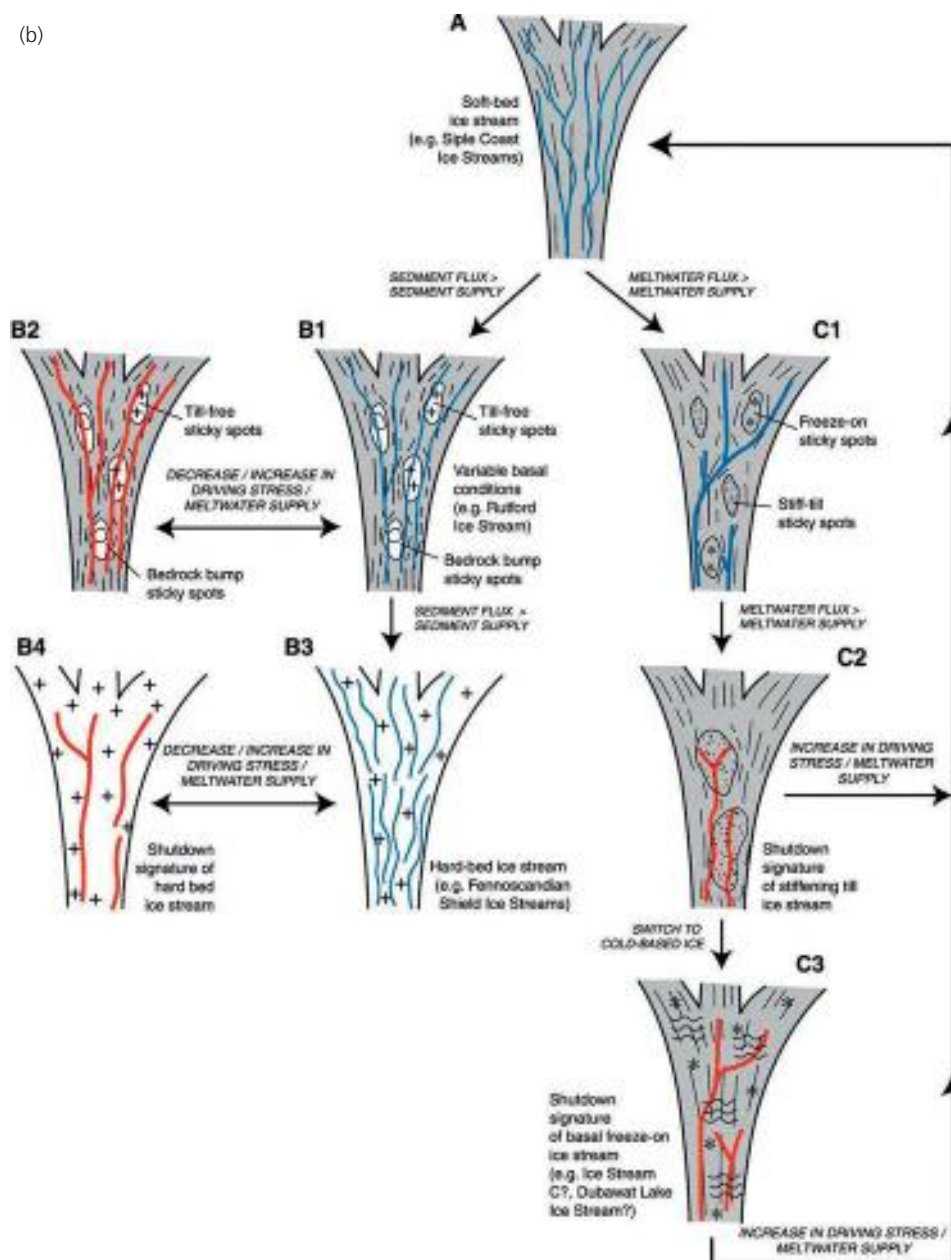 (b)
A
Soft-bed
ice stream
(e.g. Siple Coast
Ice Streams)
SEDIMENT FLUX >
SEDIMENT SUPPLY
MELTWATER FLUX >
MELTWATER SUPPLY
B2
Till-free
sticky spots
Bedrock bump
sticky spots
DECREASE / INCREASE IN
DRIVING STRESS /
MELTWATER SUPPLY
B1
Till-free
sticky spots
Variable basal
conditions
(e.g. Rutford
Ice Stream)
Bedrock bump
sticky spots
C1
Freeze-on
sticky spots
Stiff-till
sticky spots
SEDIMENT FLUX >
SEDIMENT SUPPLY
MELTWATER FLUX >
MELTWATER SUPPLY
B4
Shutdown
signature of
hard bed
ice stream
DECREASE / INCREASE IN
DRIVING STRESS /
MELTWATER SUPPLY
B3
Hard-bed ice stream
(e.g. Fennoscandian
Shield Ice Streams)
C2
INCREASE IN DRIVING
STRESS / MELTWATER
SUPPLY
Shutdown
signature
of stiffening till
ice stream
SWITCH TO
COLD-BASED ICE
C3
Shutdown
signature
of basal freeze-on
ice stream
(e.g. Ice Stream
C?, Dubawat Lake
Ice Stream?)
INCREASE IN DRIVING STRESS /
MELTWATER SUPPLY